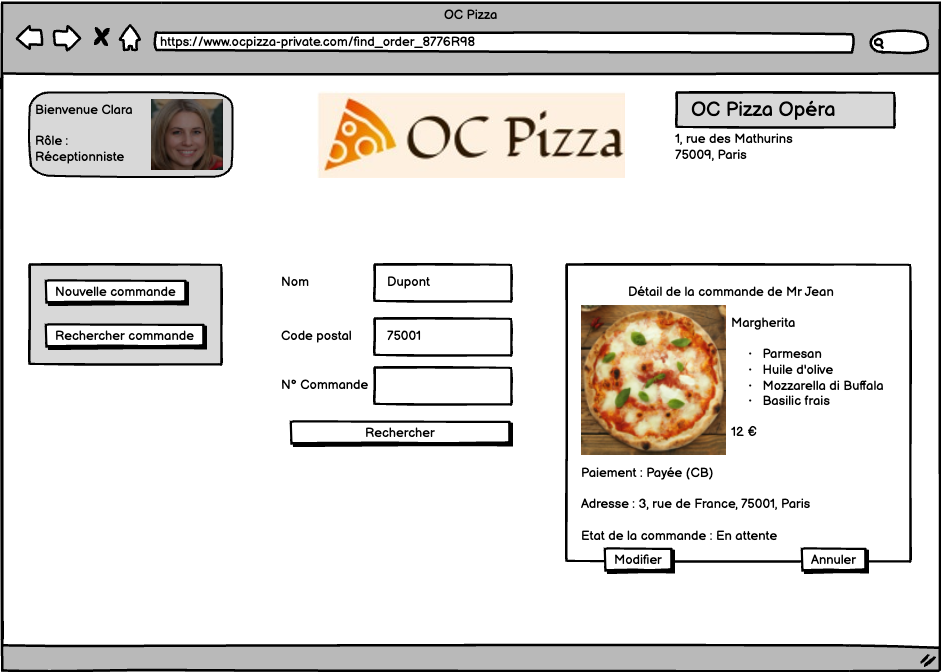 OC Pizza
https://www.ocpizza-private.com/find_order_8776R98
Bienvenue Clara
Rôle :
Réceptionniste
OC Pizza
OC Pizza Opéra
1, rue des Mathurins
75009, Paris
Nouvelle commande
Rechercher commande
Nom
Dupont
Code postal
75001
N° Commande
Rechercher
Détail de la commande de Mr Jean
Margherita
· Parmesan
· Huile d'olive
· Mozzarella di Buffala
· Basilic frais
12 €
Paiement : Payée (CB)
Adresse : 3, rue de France, 75001, Paris
Etat de la commande : En attente
Modifier
Annuler